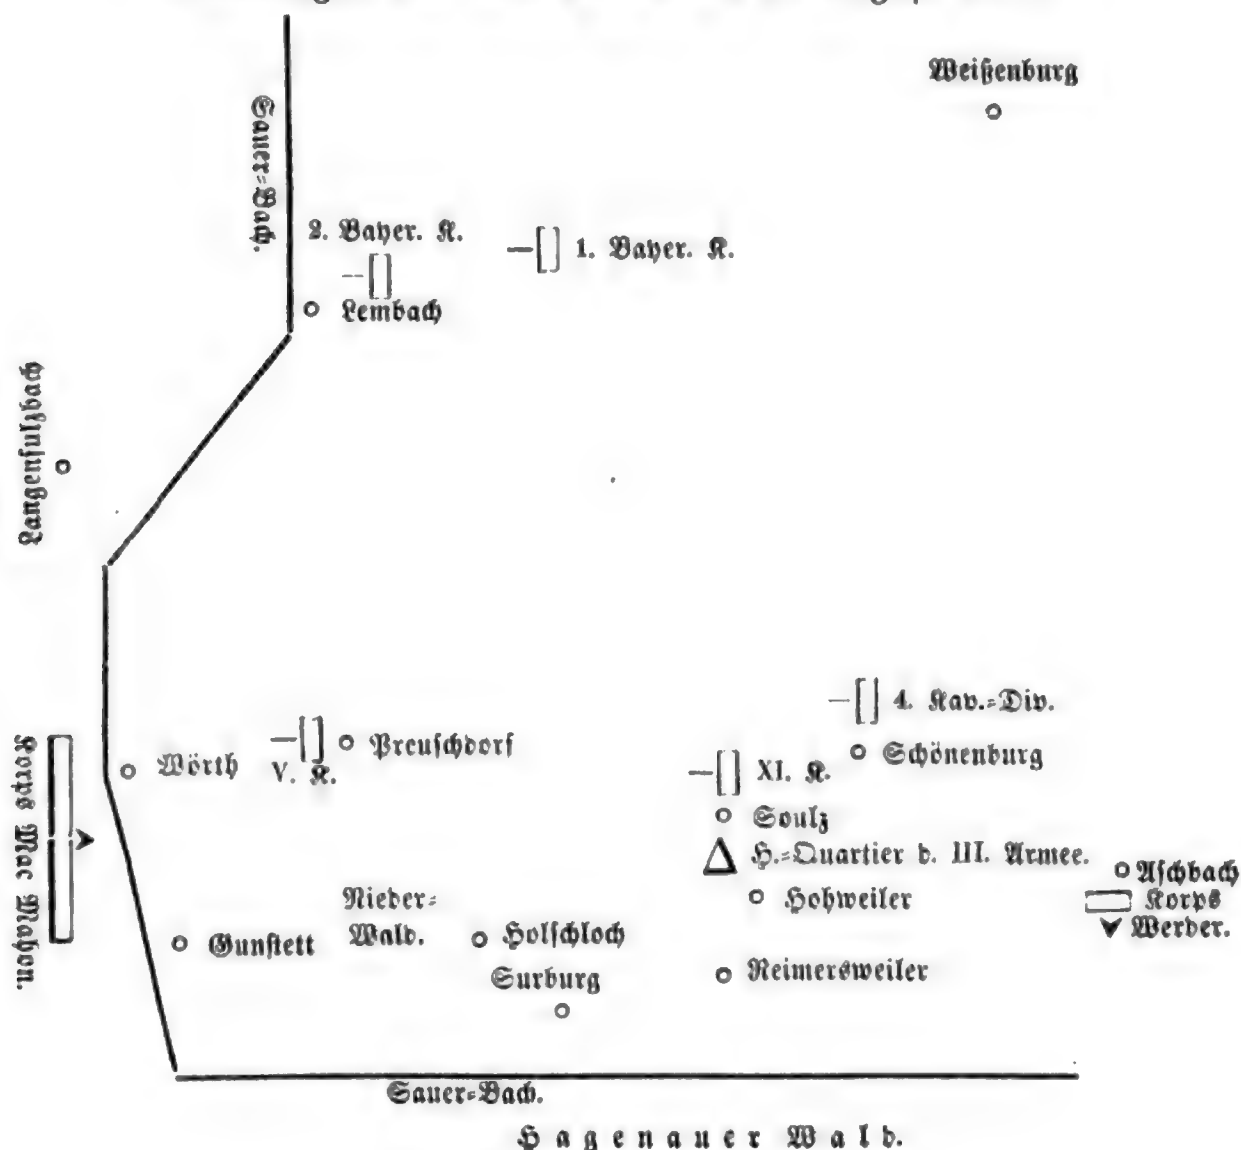 Weißenburg
Sauer=Bach.
2. Bayer. K.
1. Bayer. K.
Lembach
Langensulzbach
4. Kav.=Div.
Schönenburg
Wörth
V. K.
Preuschdorf
XI. K.
Soulz
H.=Quartier d. III. Armee.
Korps Mac Mahon.
Aschbach
Korps
Werder.
Hohweiler
Nieder=
Wald.
Gunstett
Holschloch
Surburg
Reimersweiler
Sauer=Bach.
Hagenauer Wald.